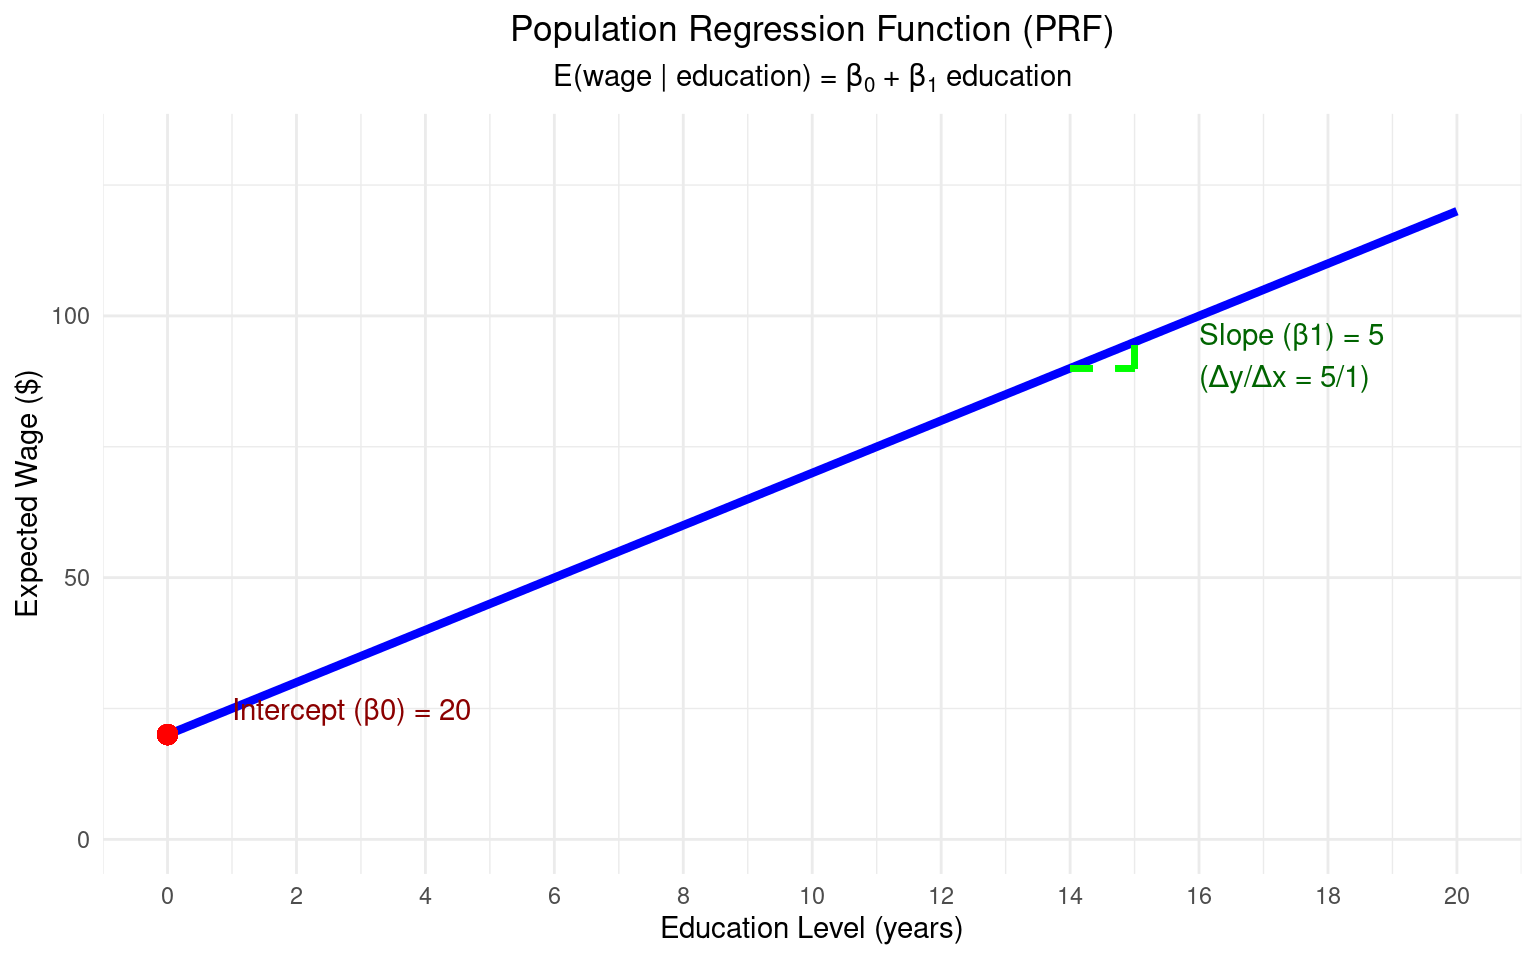 Population Regression Function (PRF)
E(wage | education) = β₀ + β₁ education
Expected Wage ($)
100
50
0
Slope (β1) = 5
(Δy/Δx = 5/1)
Intercept (β0) = 20
0 2 4 6 8 10 12 14 16 18 20
Education Level (years)